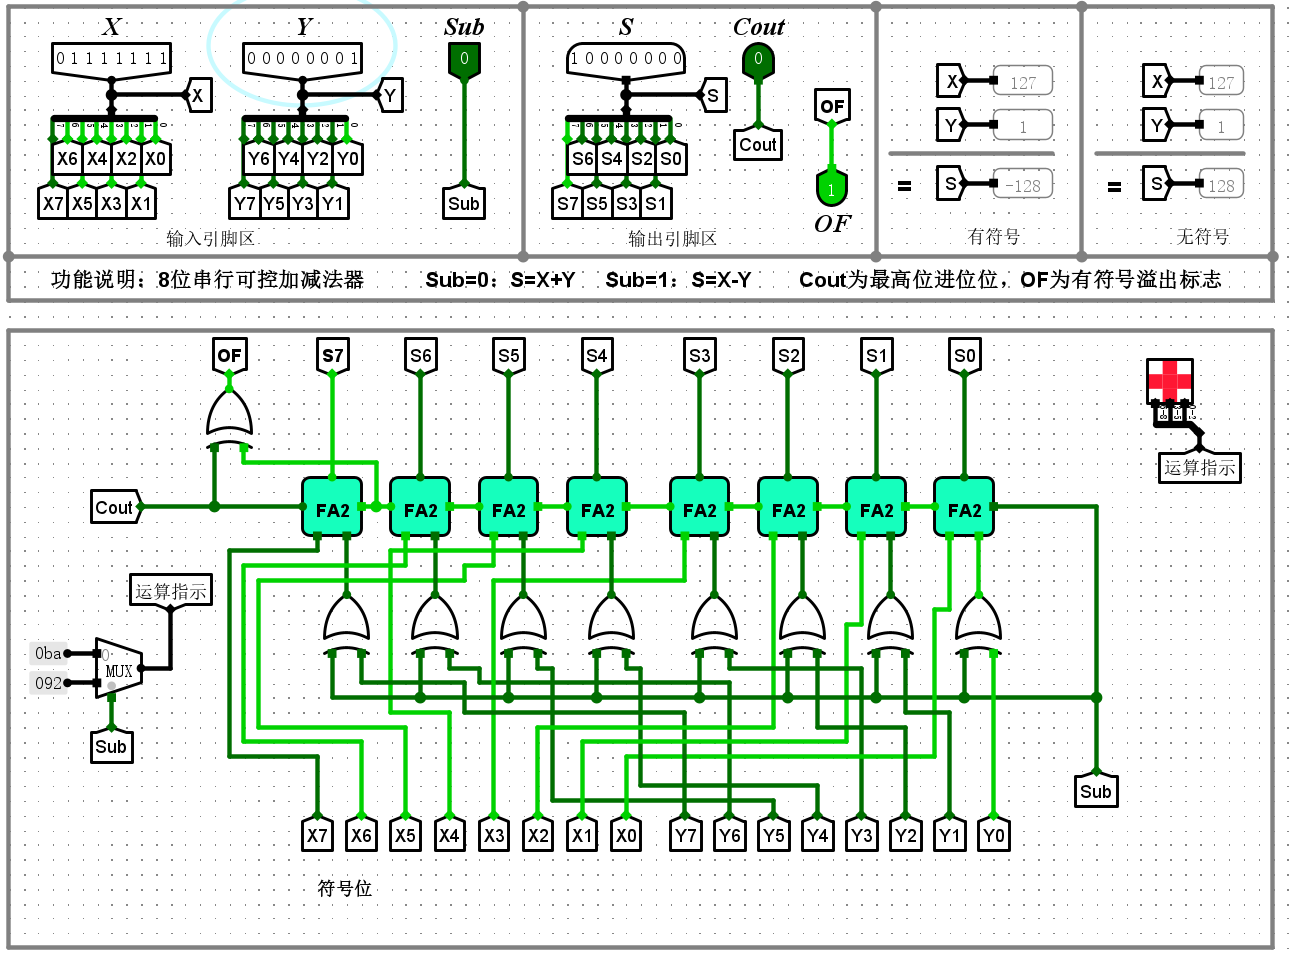 X Y Sub S Cout
0 1 1 1 1 1 1 1
0 0 0 0 0 0 0 1
0
1 0 0 0 0 0 0 0
0
X Y S OF
X6 X4 X2 X0 Y6 Y4 Y2 Y0 S6 S4 S2 S0 Cout
X7 X5 X3 X1 Y7 Y5 Y3 Y1 Sub S7 S5 S3 S1
1
OF
X 127
Y 1
= S -128
X 127
Y 1
= S 128
输入引脚区 输出引脚区 有符号 无符号
功能说明：8位串行可控加减法器 Sub=0：S=X+Y Sub=1：S=X-Y Cout为最高位进位位，OF为有符号溢出标志
OF S7 S6 S5 S4 S3 S2 S1 S0
运算指示
Cout FA2 FA2 FA2 FA2 FA2 FA2 FA2 FA2
运算指示
0ba 0
MUX
092
Sub
Sub
X7 X6 X5 X4 X3 X2 X1 X0 Y7 Y6 Y5 Y4 Y3 Y2 Y1 Y0
符号位